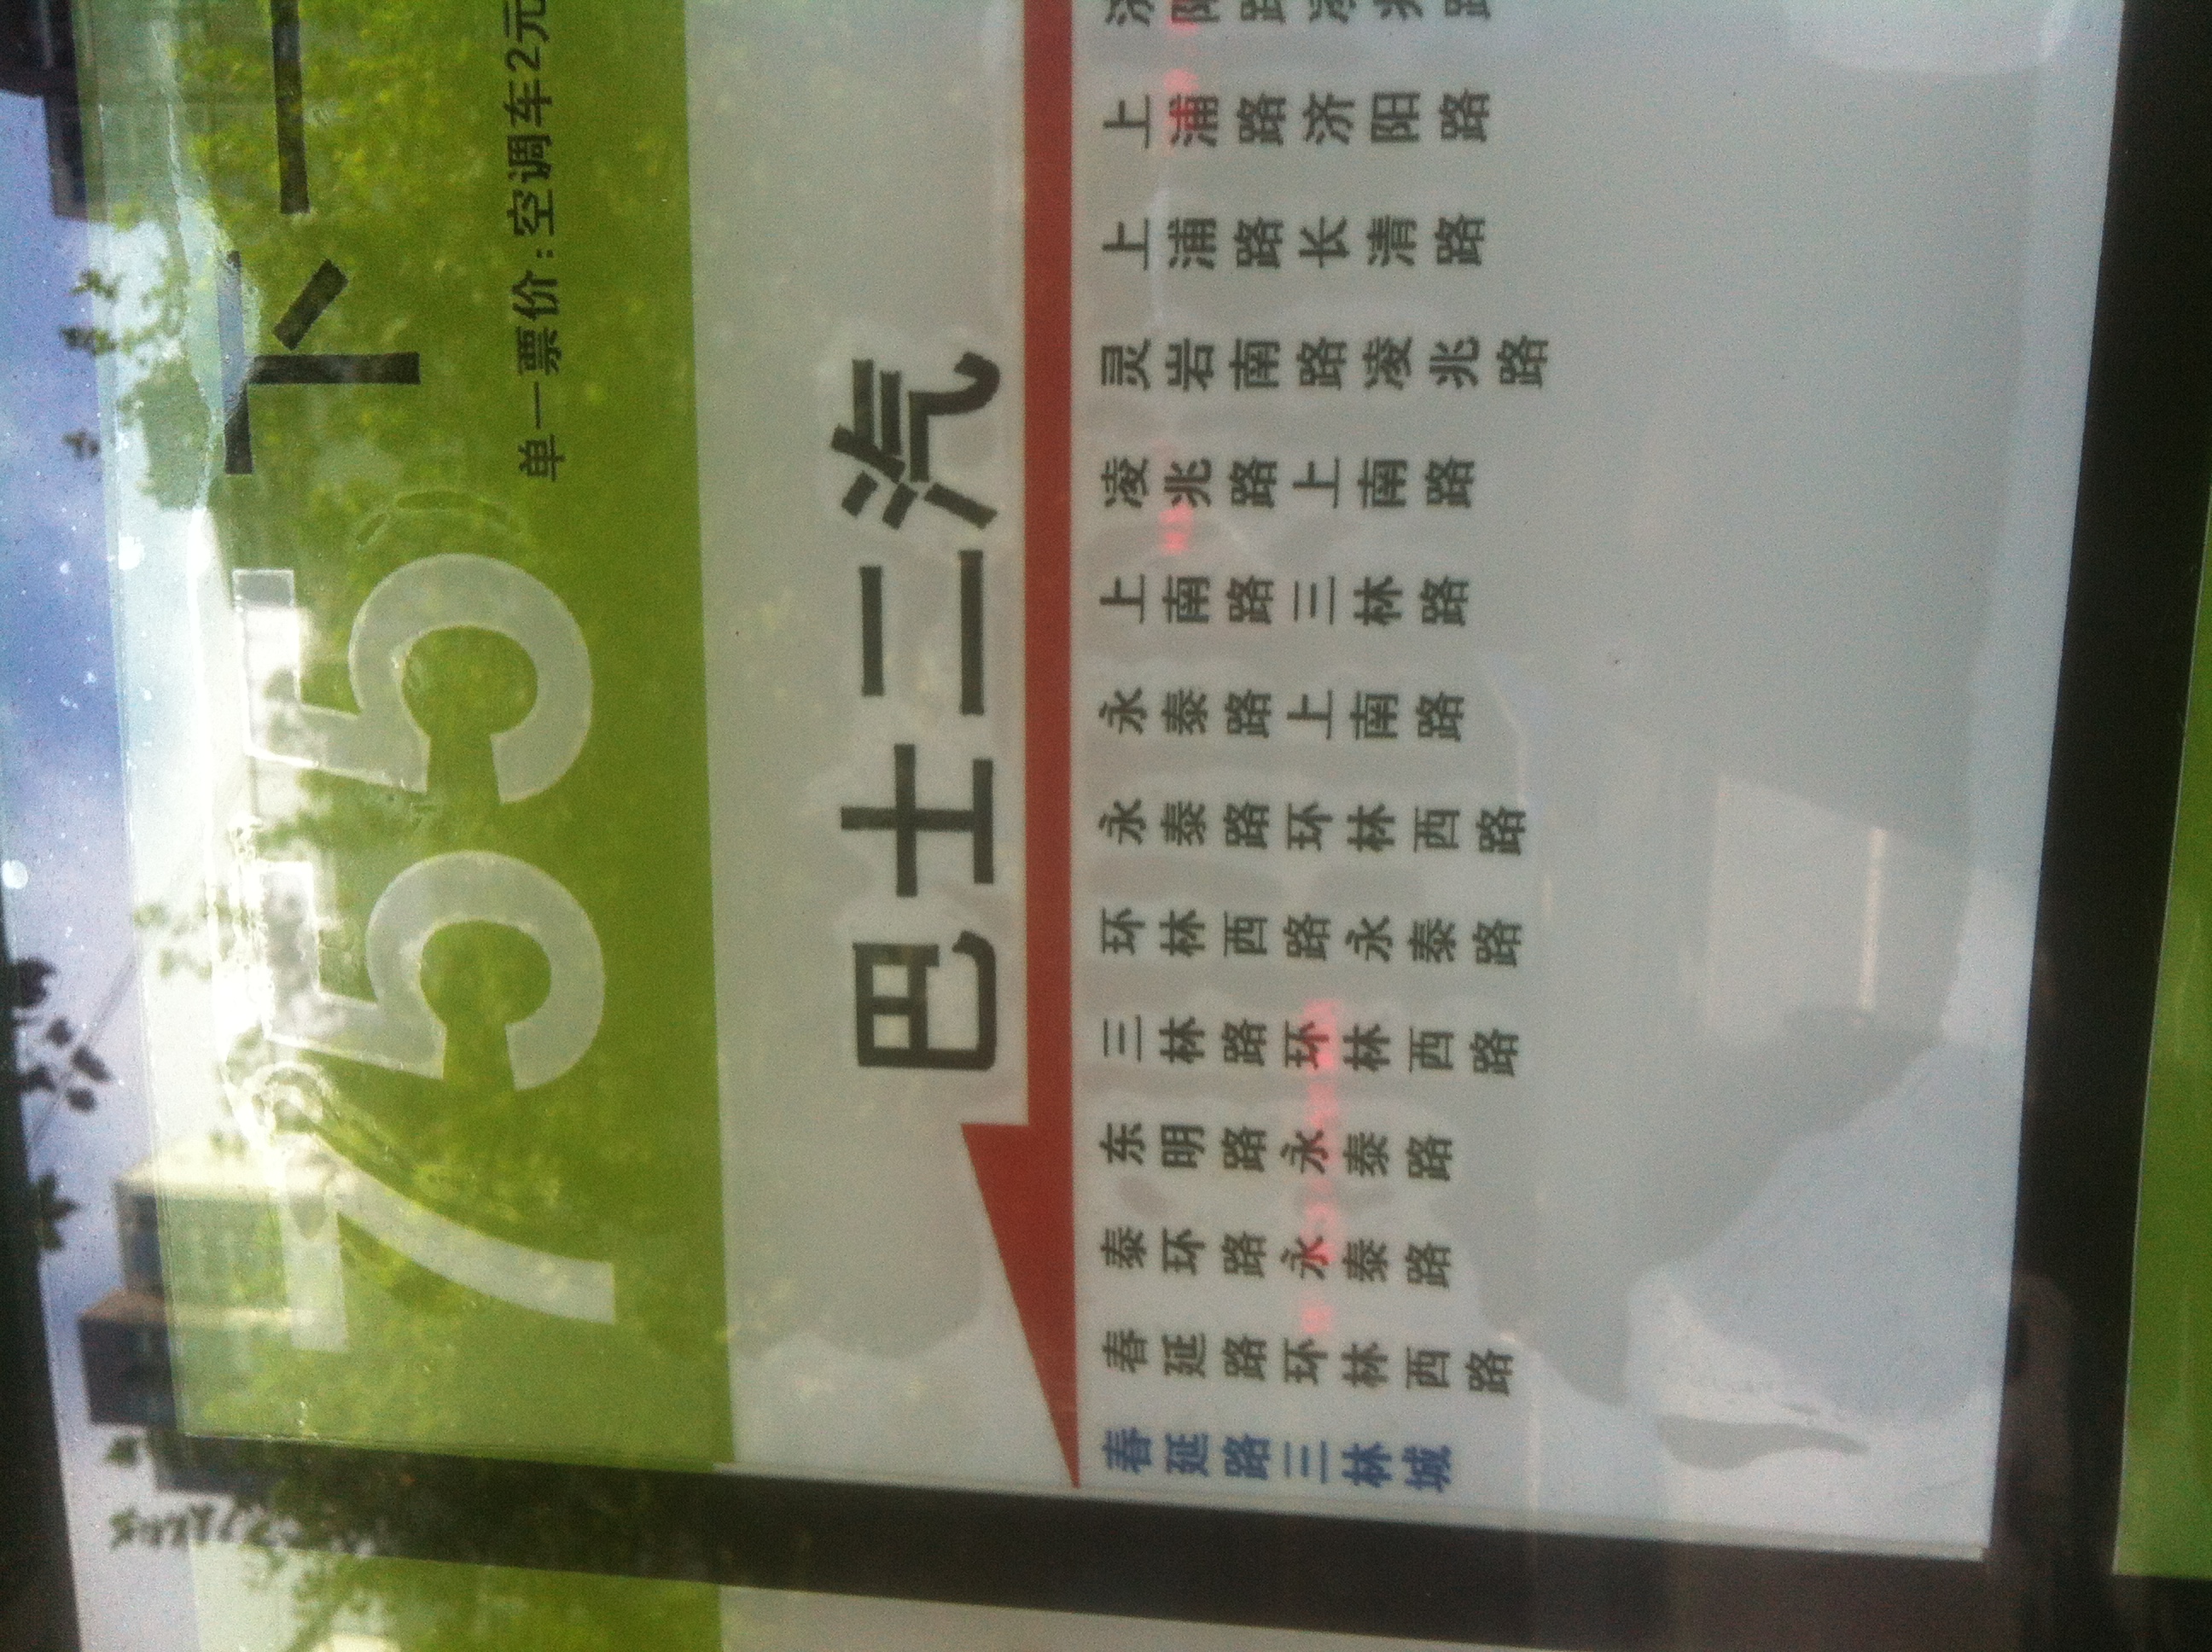 755
下一
单一票价:空调车2元
巴士二汽
春延路三林城
春延路环林西路
泰环路永泰路
东明路永泰路
三林路环林西路
环林西路永泰路
永泰路环林西路
永泰路上南路
上南路三林路
凌兆路上南路
灵岩南路凌兆路
上浦路长清路
上浦路济阳路